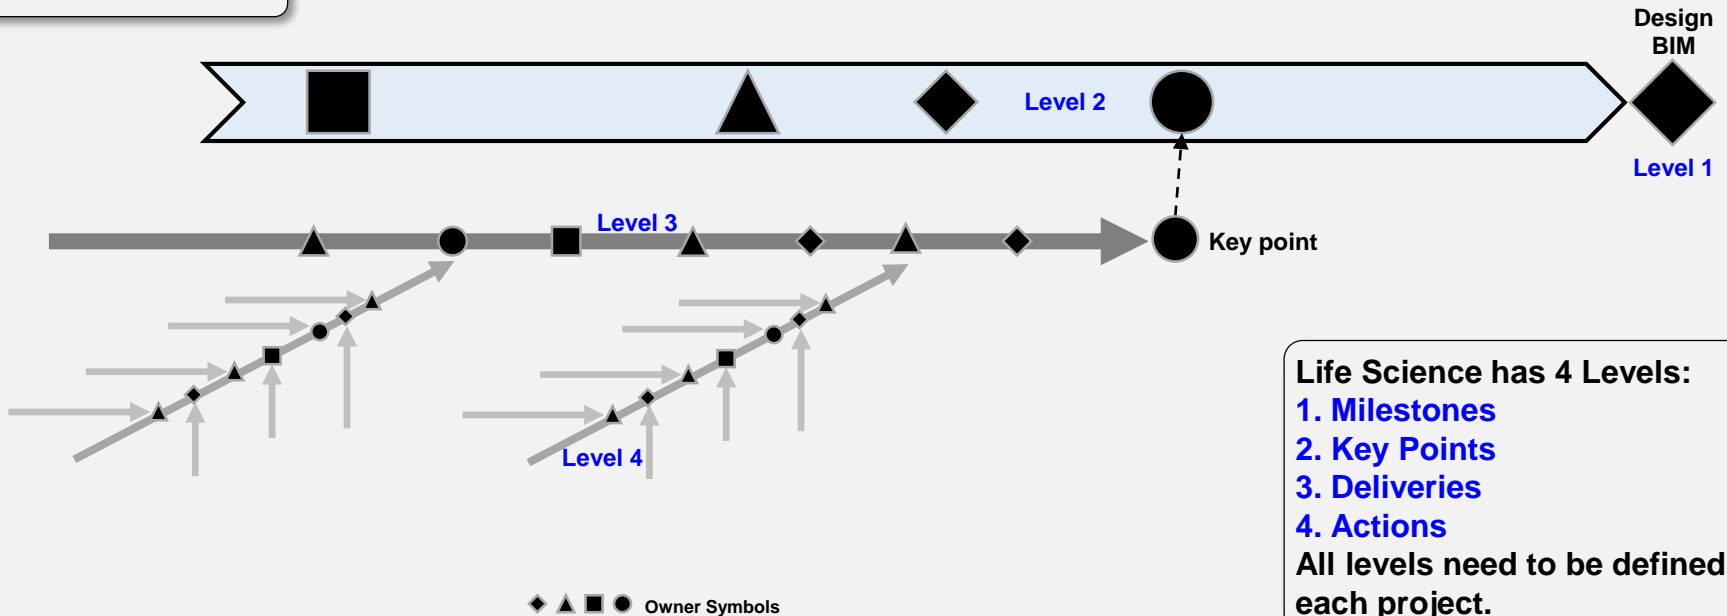 Design
BIM
Level 2
Level 1
Level 3
Key point
Level 4
Life Science has 4 Levels:
1. Milestones
2. Key Points
3. Deliveries
4. Actions
All levels need to be defined
each project.
Owner Symbols